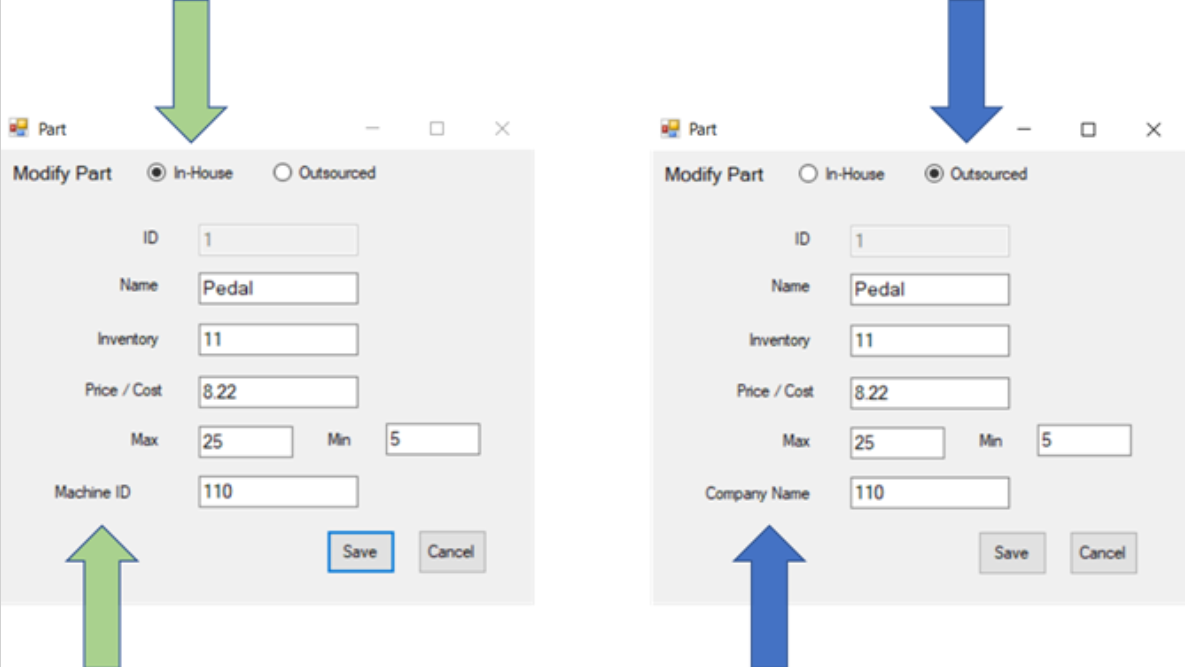 Part
Modify Part In-House Outsourced
ID 1
Name Pedal
Inventory 11
Price / Cost 8.22
Max 25 Min 5
Machine ID 110
Save Cancel
Part
Modify Part In-House Outsourced
ID 1
Name Pedal
Inventory 11
Price / Cost 8.22
Max 25 Min 5
Company Name 110
Save Cancel